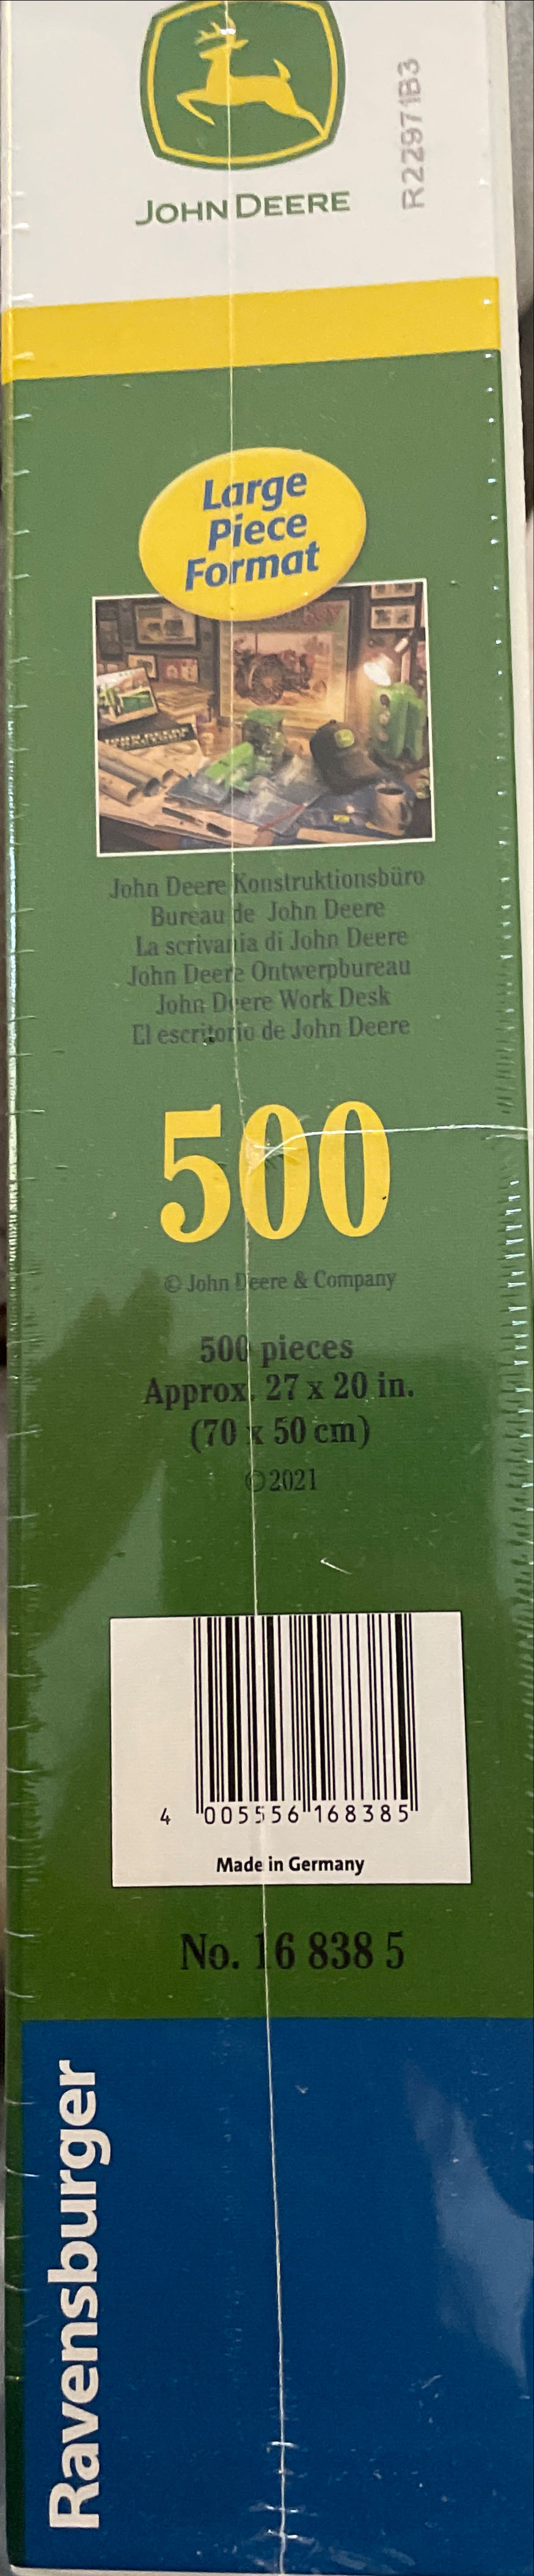 JOHN DEERE
R22971B3
Large
Piece
Format
John Deere Konstruktionsbüro
Bureau de John Deere
La scrivania di John Deere
John Deere Ontwerpbureau
John Deere Work Desk
El escritorio de John Deere
500
© John Deere & Company
500 pieces
Approx. 27 x 20 in.
(70 x 50 cm)
©2021
4 005556 168385
Made in Germany
No. 16 838 5
Ravensburger